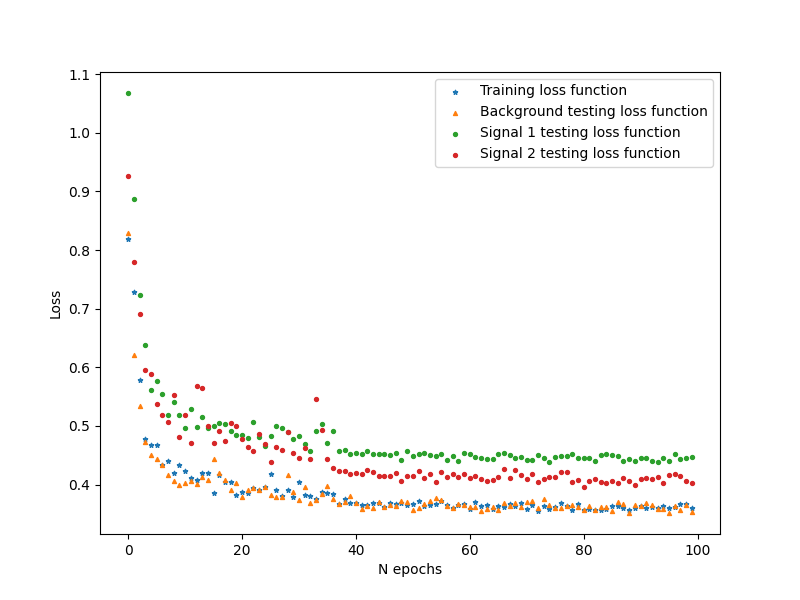 Training loss function
Background testing loss function
Signal 1 testing loss function
Signal 2 testing loss function
1.1
1.0
0.9
0.8
0.7
0.6
0.5
0.4
Loss
0 20 40 60 80 100
N epochs